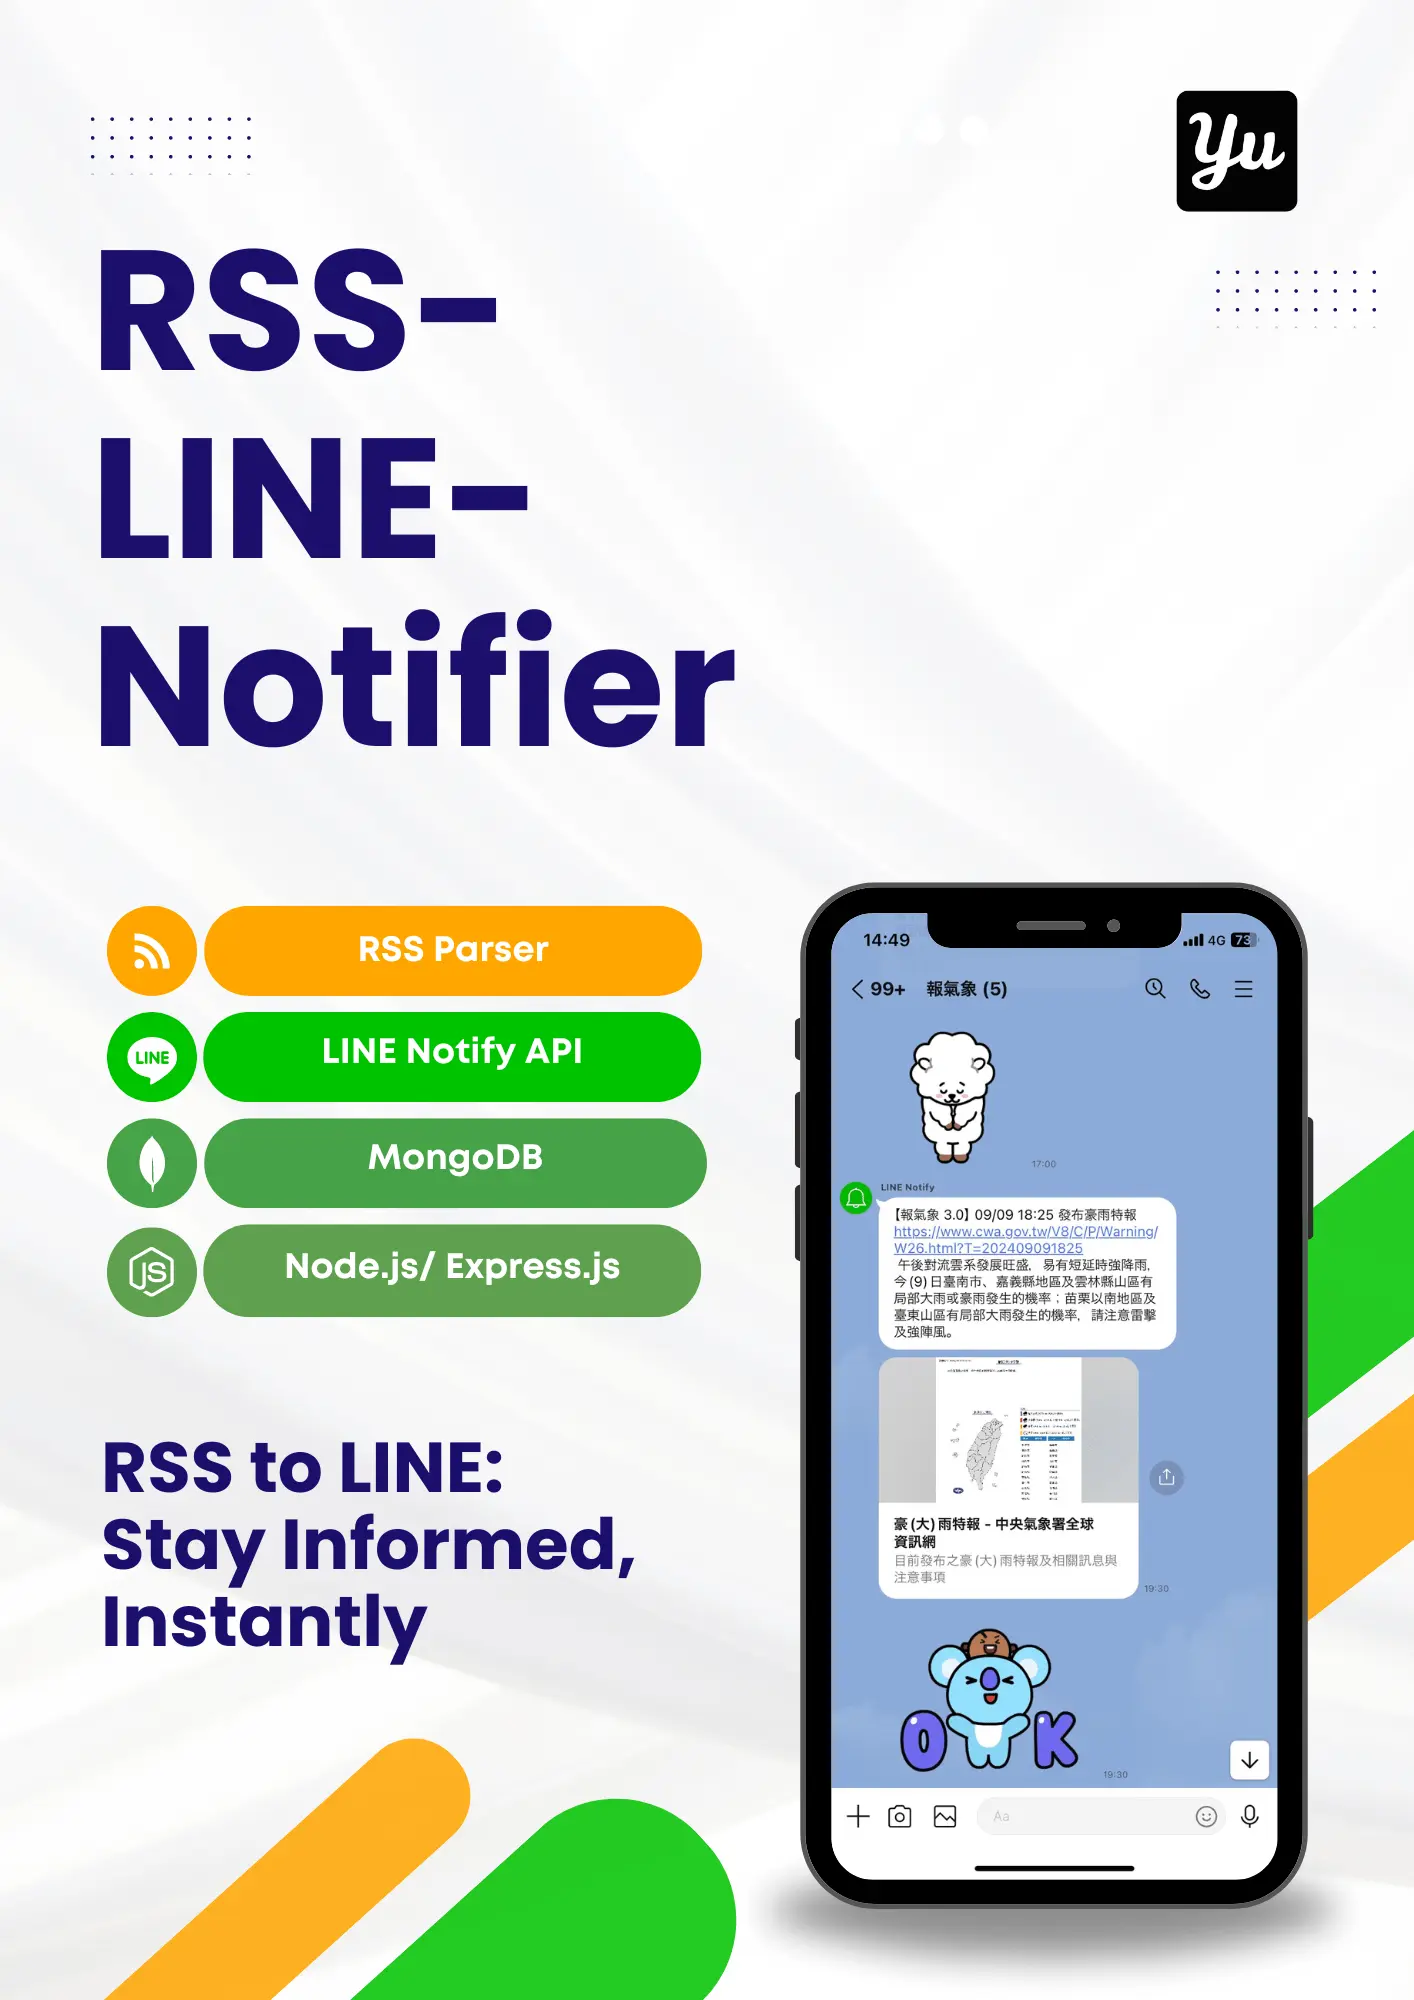 Yu
RSS-
LINE-
Notifier
RSS Parser
LINE
LINE Notify API
MongoDB
JS
Node.js/ Express.js
RSS to LINE:
Stay Informed,
Instantly
14:49
4G
73
99+
報氣象 (5)
17:00
LINE Notify
【報氣象 3.0】09/09 18:25 發布豪雨特報
https://www.cwa.gov.tw/V8/C/P/Warning/
W26.html?T=202409091825
午後對流雲系發展旺盛，易有短延時強降雨，
今(9)日臺南市、嘉義縣地區及雲林縣山區有
局部大雨或豪雨發生的機率；苗栗以南地區及
臺東山區有局部大雨發生的機率，請注意雷擊
及強陣風。
豪(大)雨特報 - 中央氣象署全球
資訊網
目前發布之豪(大)雨特報及相關訊息與
注意事項
19:30
OK
19:30
Aa